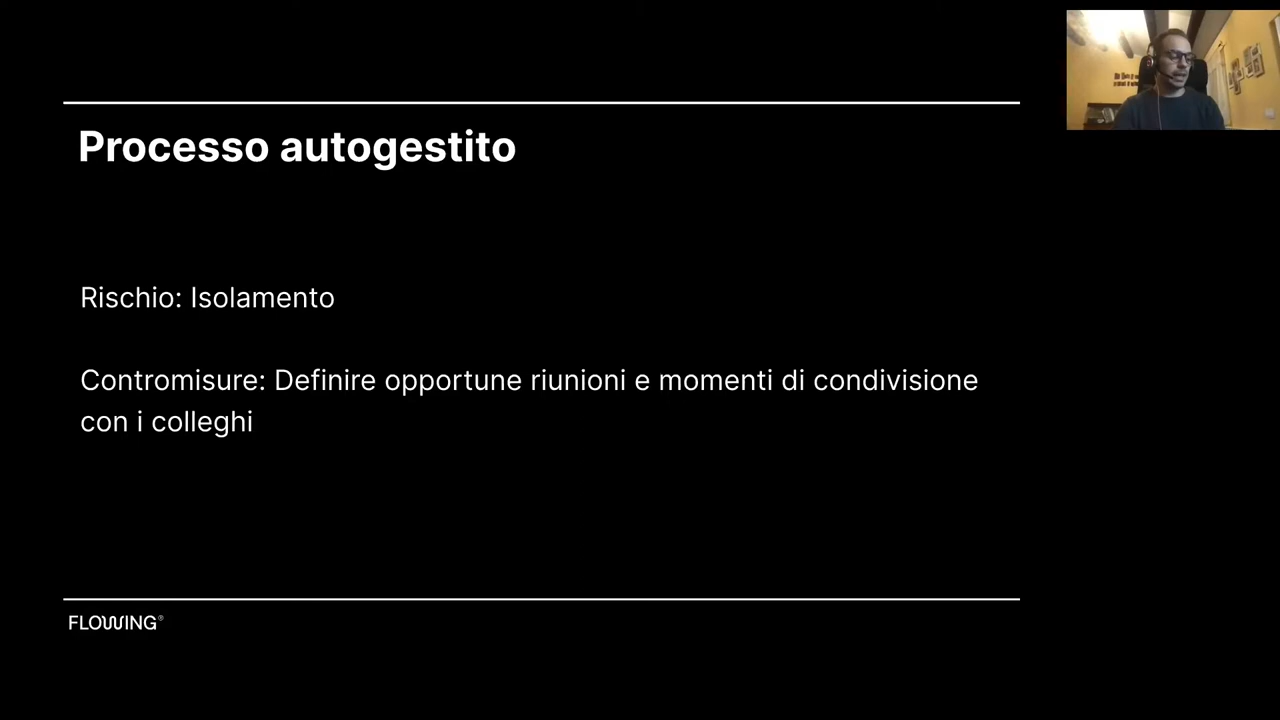 Processo autogestito
Rischio: Isolamento
Contromisure: Definire opportune riunioni e momenti di condivisione
con i colleghi
FLOWING®